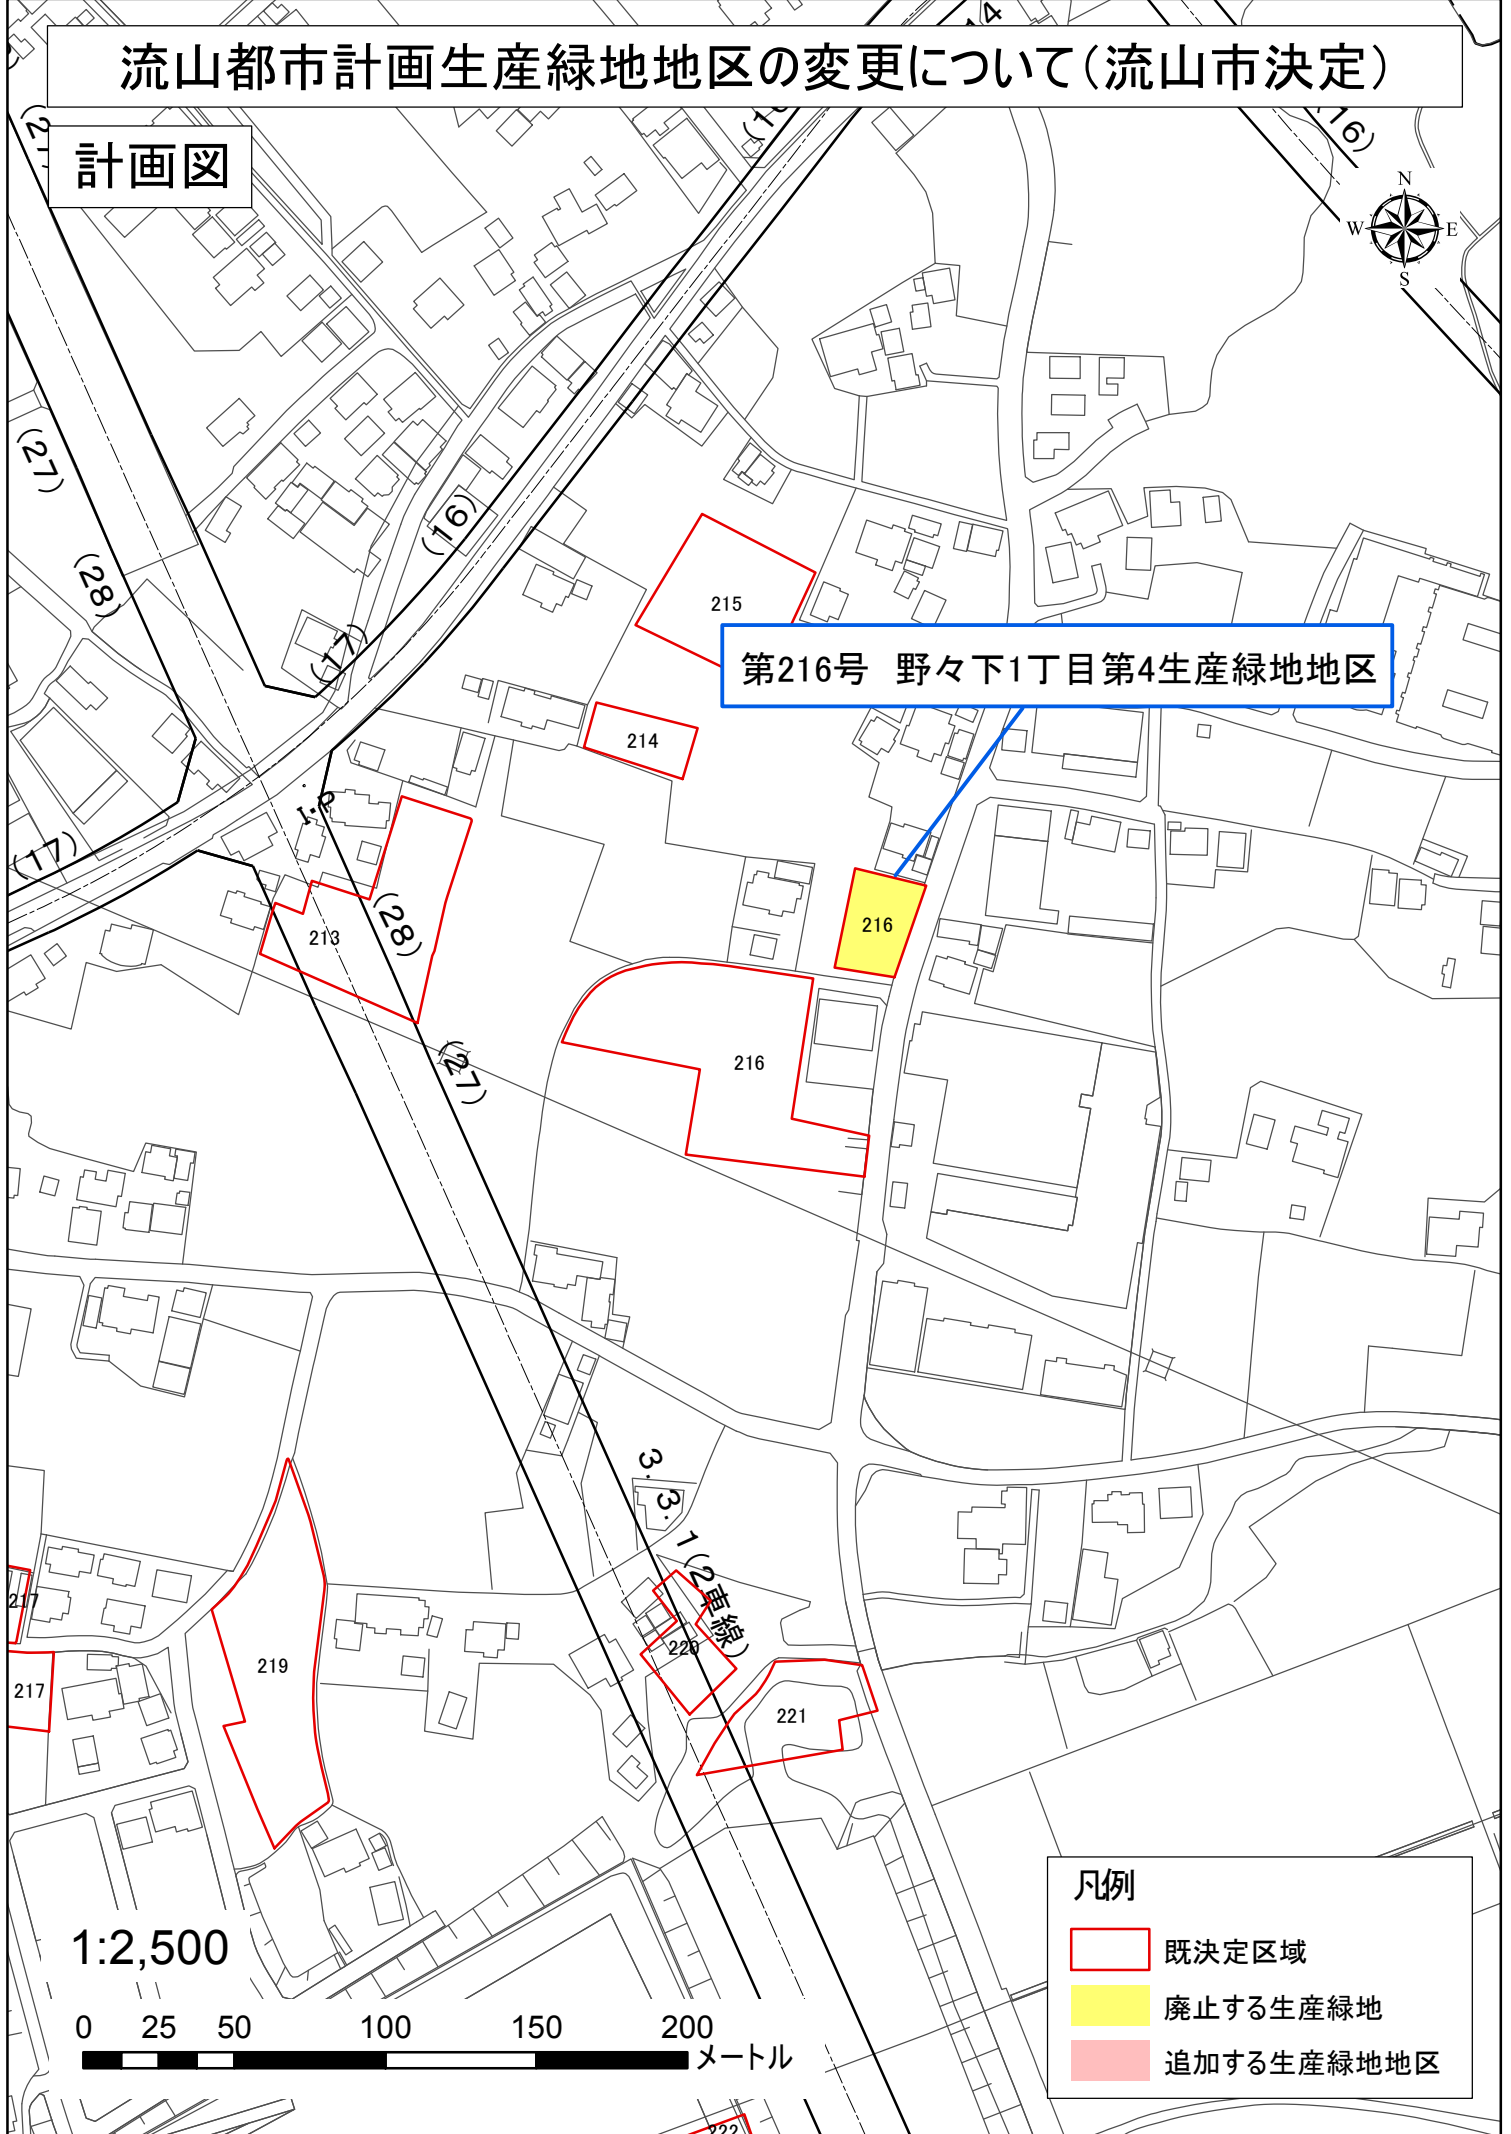 流山都市計画生産緑地地区の変更について(流山市決定)
計画図
14
(16)
N
W
E
S
(27)
(28)
(16)
(17)
215
第216号 野々下1丁目第4生産緑地地区
214
I.P
(17)
213
(28)
216
(27)
216
3.3.1(2車線)
217
217
219
220
221
222
1:2,500
0 25 50 100 150 200
メートル
凡例
既決定区域
廃止する生産緑地
追加する生産緑地地区